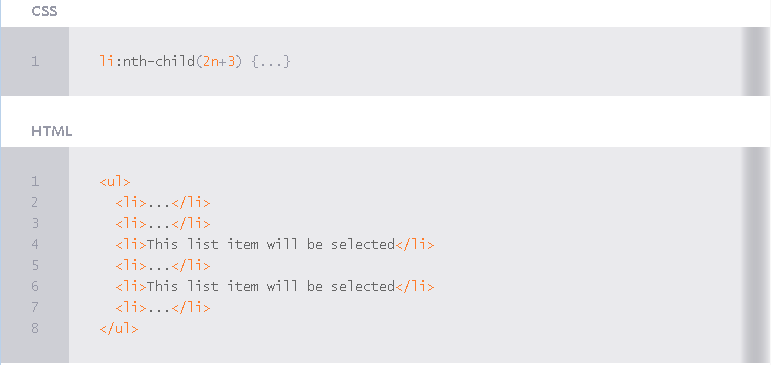 CSS
1 li:nth-child(2n+3) {...}
HTML
1 <ul>
2 <li>...</li>
3 <li>...</li>
4 <li>This list item will be selected</li>
5 <li>...</li>
6 <li>This list item will be selected</li>
7 <li>...</li>
8 </ul>